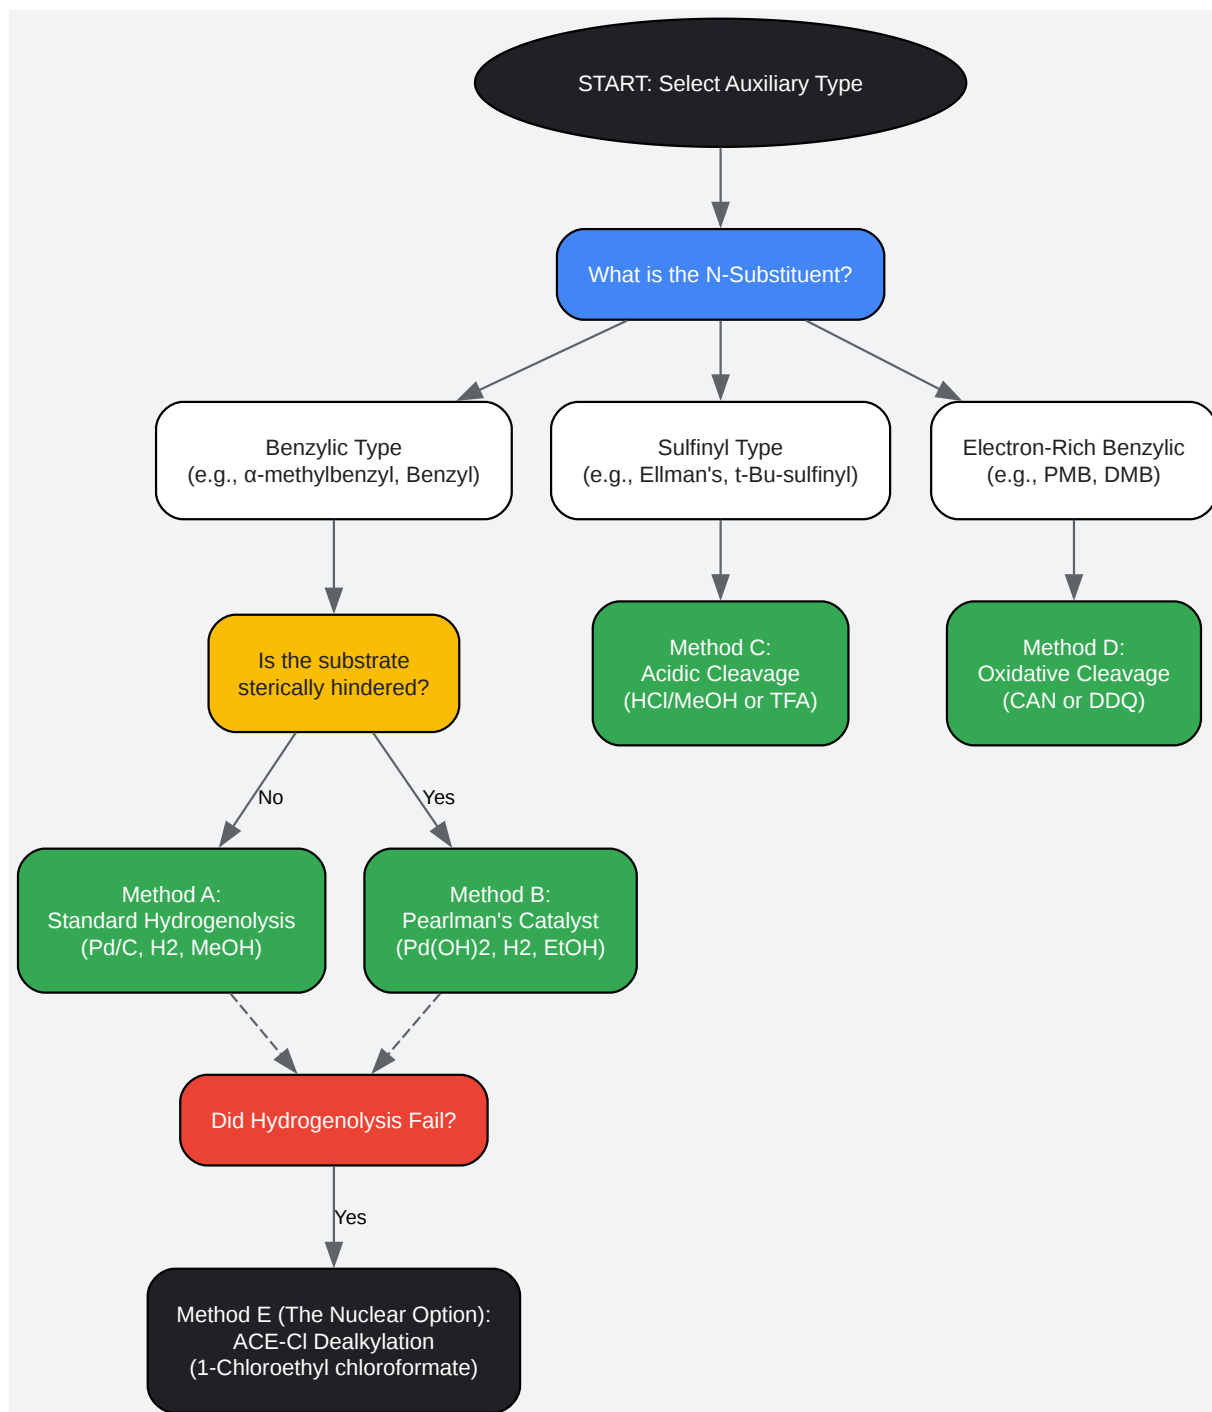 START: Select Auxiliary Type
What is the N-Substituent?
Benzylic Type
(e.g., α-methylbenzyl, Benzyl)
Sulfinyl Type
(e.g., Ellman's, t-Bu-sulfinyl)
Electron-Rich Benzylic
(e.g., PMB, DMB)
Is the substrate
sterically hindered?
Method C:
Acidic Cleavage
(HCl/MeOH or TFA)
Method D:
Oxidative Cleavage
(CAN or DDQ)
No
Yes
Method A:
Standard Hydrogenolysis
(Pd/C, H2, MeOH)
Method B:
Pearlman's Catalyst
(Pd(OH)2, H2, EtOH)
Did Hydrogenolysis Fail?
Yes
Method E (The Nuclear Option):
ACE-Cl Dealkylation
(1-Chloroethyl chloroformate)